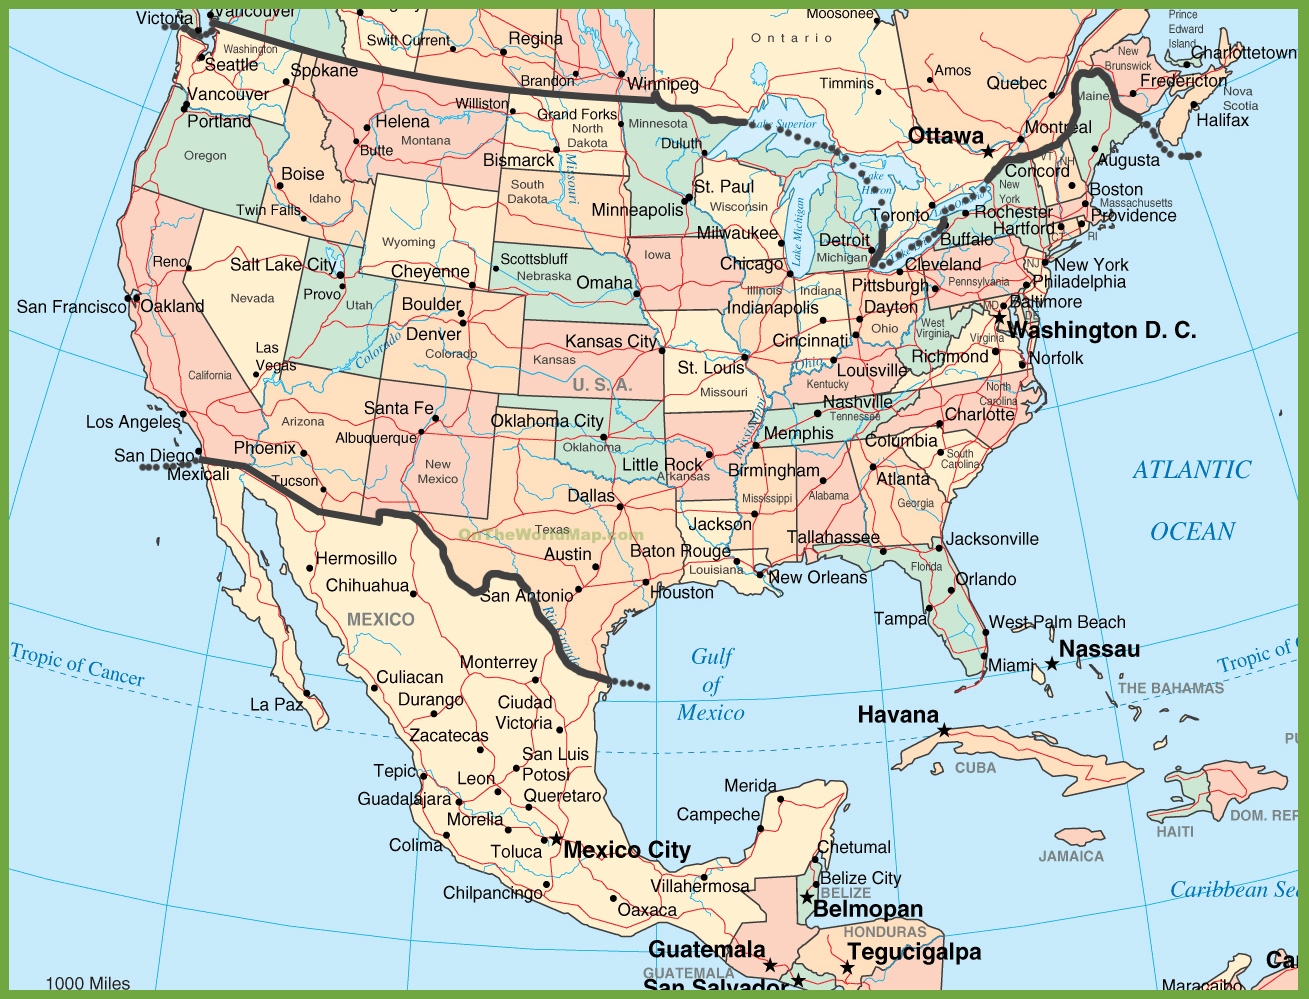 Victoria
Vancouver
Swift Current
Regina
Brandon
Winnipeg
Ontario
Moosonee
Timmins
Amos
Quebec
Prince
Edward
Island
Charlottetown
New
Brunswick
Fredericton
Nova
Scotia
Halifax
Washington
Seattle
Spokane
Vancouver
Portland
Oregon
Helena
Montana
Butte
Williston
Grand Forks
North
Dakota
Bismarck
Missouri
Minnesota
Duluth
Lake Superior
Ottawa
Montreal
Maine
Augusta
VT
NH
Concord
Boston
Massachusetts
Providence
RI
Hartford
Boise
Idaho
Twin Falls
Wyoming
South
Dakota
St. Paul
Minneapolis
Wisconsin
Milwaukee
Lake Michigan
Lake
Huron
Toronto
New
York
Rochester
Buffalo
Detroit
Michigan
Reno
Nevada
Salt Lake City
Provo
Utah
Cheyenne
Scottsbluff
Nebraska
Omaha
Iowa
Chicago
Illinois
Indiana
Indianapolis
Cleveland
Pittsburgh
Pennsylvania
NJ
New York
Philadelphia
MD
Baltimore
DE
Washington D. C.
San Francisco
Oakland
Boulder
Denver
Colorado
Colorado
Kansas
Kansas City
U. S. A.
St. Louis
Missouri
Dayton
Ohio
Cincinnati
Ohio
Louisville
Kentucky
West
Virginia
Virginia
Richmond
Norfolk
Las
Vegas
California
Los Angeles
San Diego
Mexicali
Arizona
Phoenix
Tucson
Santa Fe
Albuquerque
New
Mexico
Oklahoma City
Oklahoma
Little Rock
Arkansas
Mississippi
Nashville
Tennessee
Memphis
North
Carolina
Charlotte
Columbia
South
Carolina
Birmingham
Mississippi
Alabama
Atlanta
Georgia
Dallas
Texas
OnTheWorldMap.com
Austin
San Antonio
Houston
Jackson
Baton Rouge
Louisiana
New Orleans
Tallahassee
Jacksonville
Florida
Orlando
Tampa
West Palm Beach
Miami
ATLANTIC
OCEAN
Hermosillo
Chihuahua
MEXICO
Rio Grande
Gulf
of
Mexico
Nassau
THE BAHAMAS
Tropic of Cancer
Tropic of
La Paz
Culiacan
Durango
Monterrey
Ciudad
Victoria
Zacatecas
San Luis
Potosi
Tepic
Leon
Guadalajara
Queretaro
Morelia
Colima
Toluca
Mexico City
Chilpancingo
Oaxaca
Villahermosa
Merida
Campeche
Chetumal
Belize City
BELIZE
Belmopan
Havana
CUBA
JAMAICA
HAITI
DOM. REP
PU
Caribbean Sea
HONDURAS
Guatemala
GUATEMALA
Tegucigalpa
San Salvador
Maracaibo
Ca
1000 Miles